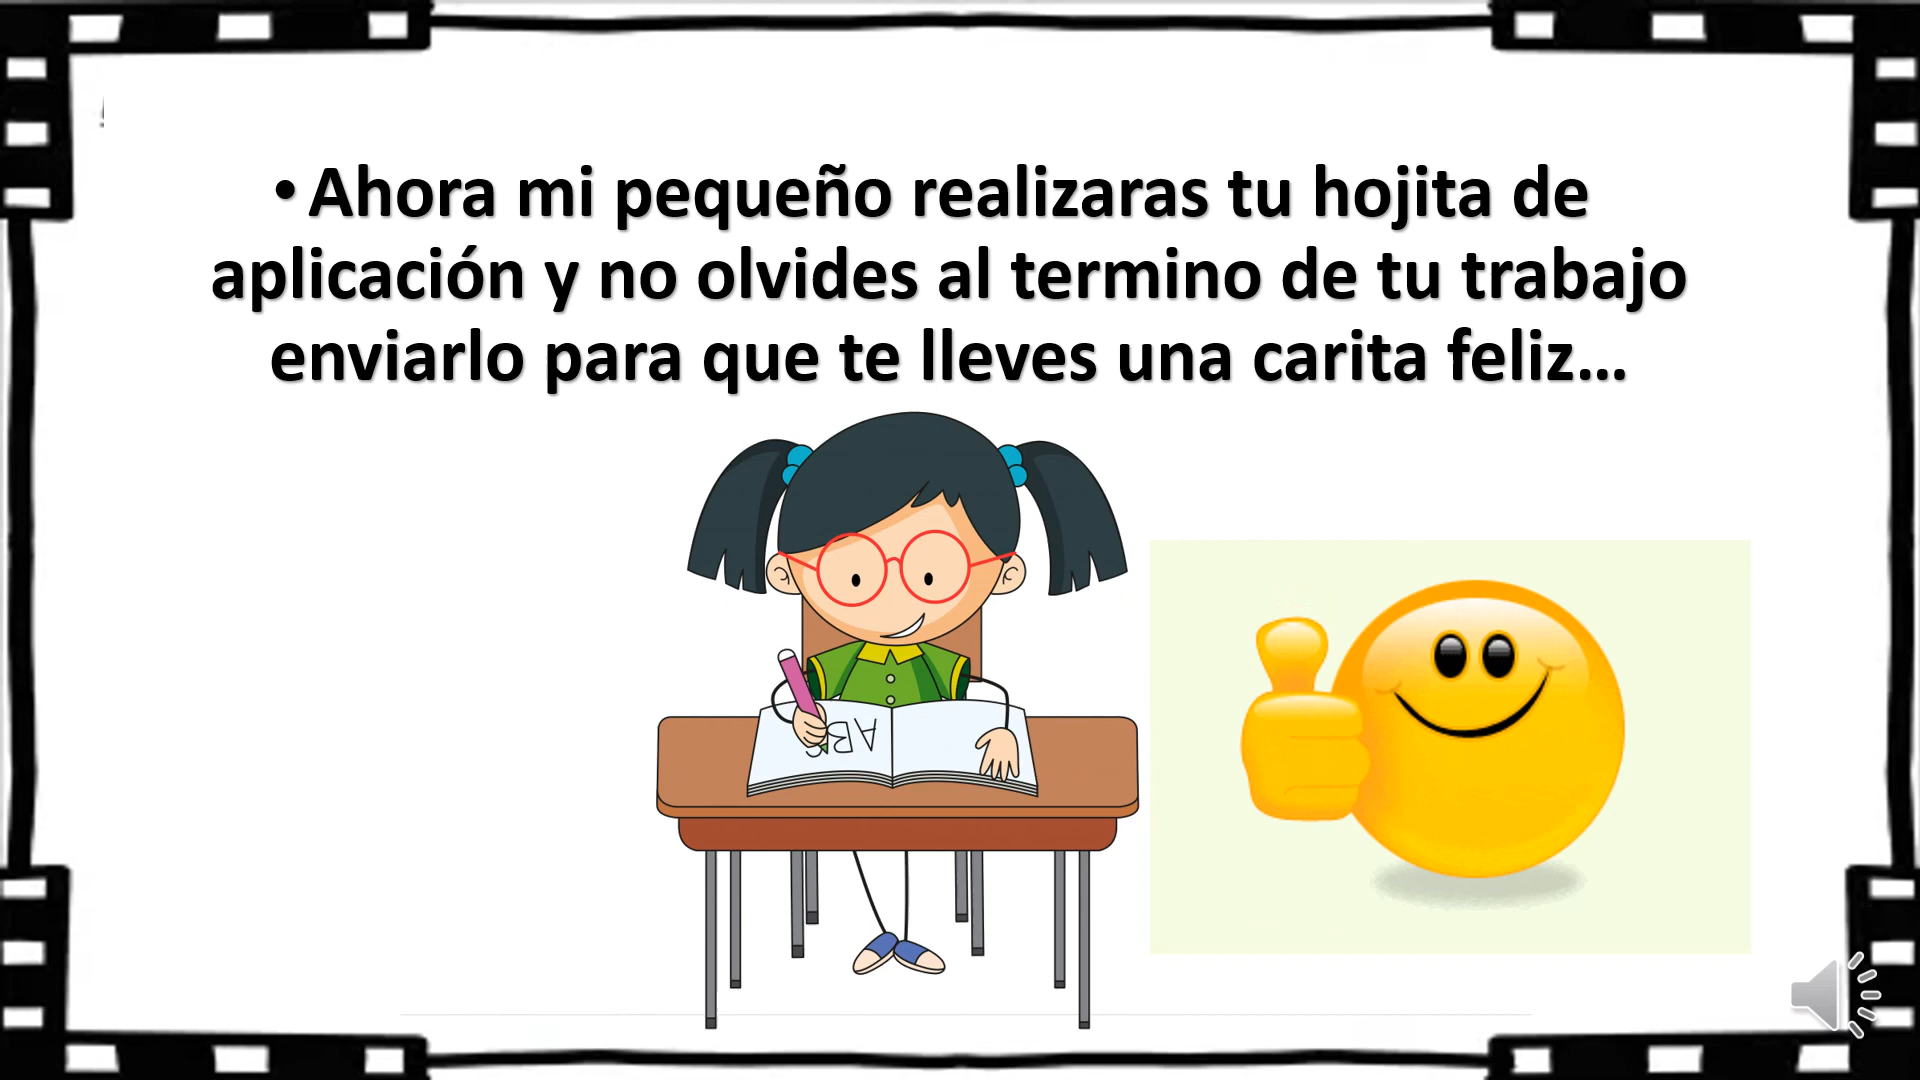 • Ahora mi pequeño realizaras tu hojita de
aplicación y no olvides al termino de tu trabajo
enviarlo para que te lleves una carita feliz...
ABC